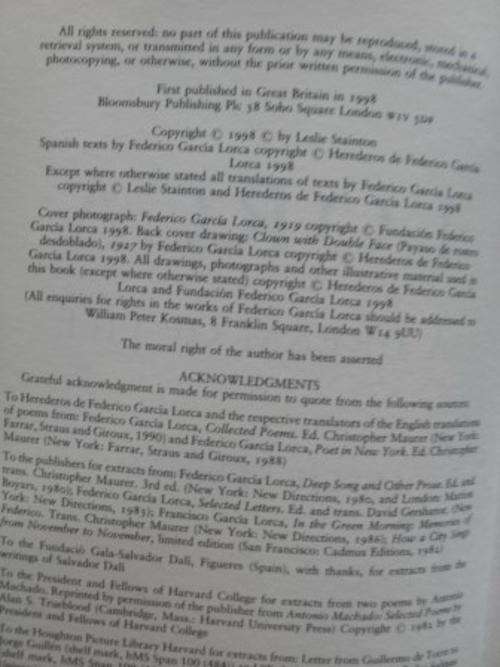 All rights reserved: no part of this publication may be reproduced, stored in a
retrieval system, or transmitted in any form or by any means, electronic, mechanical,
photocopying, or otherwise, without the prior written permission of the publisher.
First published in Great Britain in 1998
Bloomsbury Publishing Plc 38 Soho Square London W1V 5DF
Copyright © 1998 © by Leslie Stainton
Spanish texts by Federico García Lorca copyright © Herederos de Federico García
Lorca 1998
Except where otherwise stated all translations of texts by Federico García Lorca
copyright © Leslie Stainton and Herederos de Federico García Lorca 1998
Cover photograph: Federico García Lorca, 1919 copyright © Fundación Federico
García Lorca 1998. Back cover drawing: Clown with Double Face (Payaso de rostro
desdoblado), 1927 by Federico García Lorca copyright © Herederos de Federico
García Lorca 1998. All drawings, photographs and other illustrative material used in
this book (except where otherwise stated) copyright © Herederos de Federico García
Lorca and Fundación Federico García Lorca 1998
(All enquiries for rights in the works of Federico García Lorca should be addressed to
William Peter Kosmas, 8 Franklin Square, London W14 9UU)
The moral right of the author has been asserted
ACKNOWLEDGMENTS
Grateful acknowledgment is made for permission to quote from the following sources:
To Herederos de Federico García Lorca and the respective translators of the English translations
of poems from: Federico García Lorca, Collected Poems. Ed. Christopher Maurer (New York:
Farrar, Straus and Giroux, 1990) and Federico García Lorca, Poet in New York. Ed. Christopher
Maurer (New York: Farrar, Straus and Giroux, 1988)
To the publishers for extracts from: Federico García Lorca, Deep Song and Other Prose. Ed. and
trans. Christopher Maurer. 3rd ed. (New York: New Directions, 1980, and London: Marion
Boyars, 1980); Federico García Lorca, Selected Letters. Ed. and trans. David Gershator. (New
York: New Directions, 1983); Francisco García Lorca, In the Green Morning: Memories of
Federico. Trans. Christopher Maurer (New York: New Directions, 1986); How a City Sings
from November to November, limited edition (San Francisco: Cadmus Editions, 1982)
To the Fundació Gala-Salvador Dalí, Figueres (Spain), with thanks, for extracts from the
writings of Salvador Dalí
To the President and Fellows of Harvard College for extracts from two poems by Antonio
Machado. Reprinted by permission of the publisher from Antonio Machado: Selected Poems by
Alan S. Trueblood (Cambridge, Mass.: Harvard University Press) Copyright © 1982 by the
President and Fellows of Harvard College
To the Houghton Picture Library Harvard for extracts from: Letter from Guillermo de Torre to
Jorge Guillén (shelf mark, bMS Span 100
(shelf mark, bMS Span 100